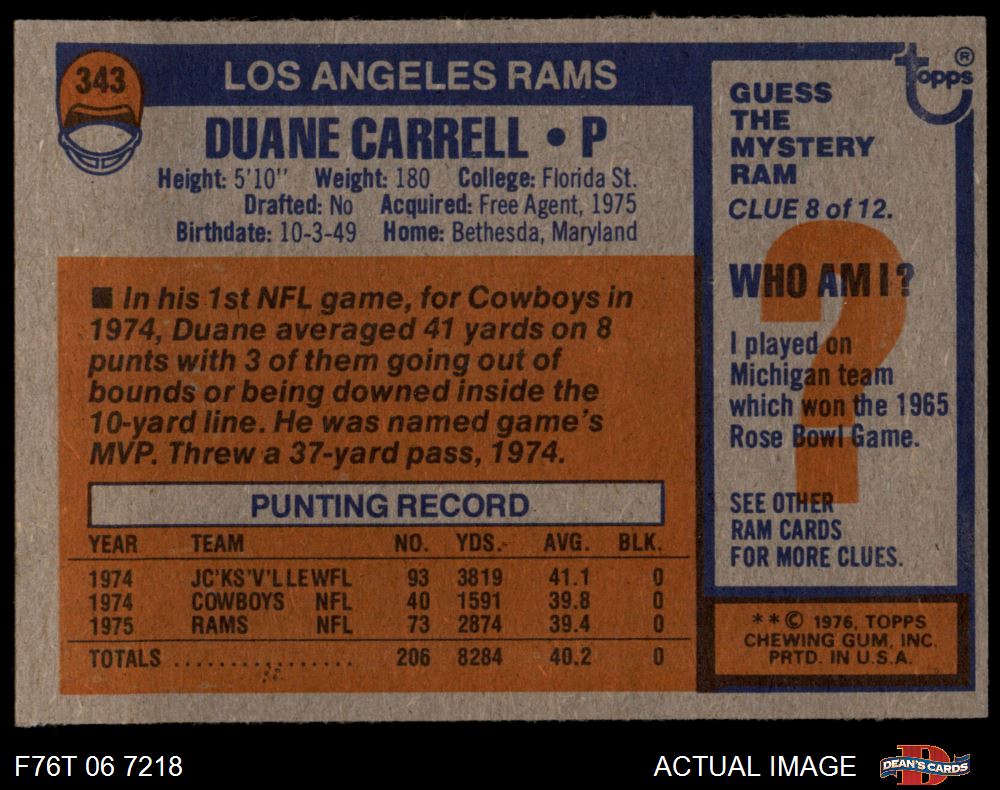 343
LOS ANGELES RAMS
DUANE CARRELL • P
Height: 5'10" Weight: 180 College: Florida St.
Drafted: No Acquired: Free Agent, 1975
Birthdate: 10-3-49 Home: Bethesda, Maryland
■ In his 1st NFL game, for Cowboys in
1974, Duane averaged 41 yards on 8
punts with 3 of them going out of
bounds or being downed inside the
10-yard line. He was named game's
MVP. Threw a 37-yard pass, 1974.
PUNTING RECORD
YEAR TEAM NO. YDS. AVG. BLK.
1974 JC'KS'V'LLE WFL 93 3819 41.1 0
1974 COWBOYS NFL 40 1591 39.8 0
1975 RAMS NFL 73 2874 39.4 0
TOTALS ................ 206 8284 40.2 0
topps ®
GUESS
THE
MYSTERY
RAM
CLUE 8 of 12.
WHO AM I?
I played on
Michigan team
which won the 1965
Rose Bowl Game.
SEE OTHER
RAM CARDS
FOR MORE CLUES.
* * © 1976, TOPPS
CHEWING GUM, INC.
PRTD. IN U.S.A.
F76T 06 7218
ACTUAL IMAGE
DEAN'S CARDS